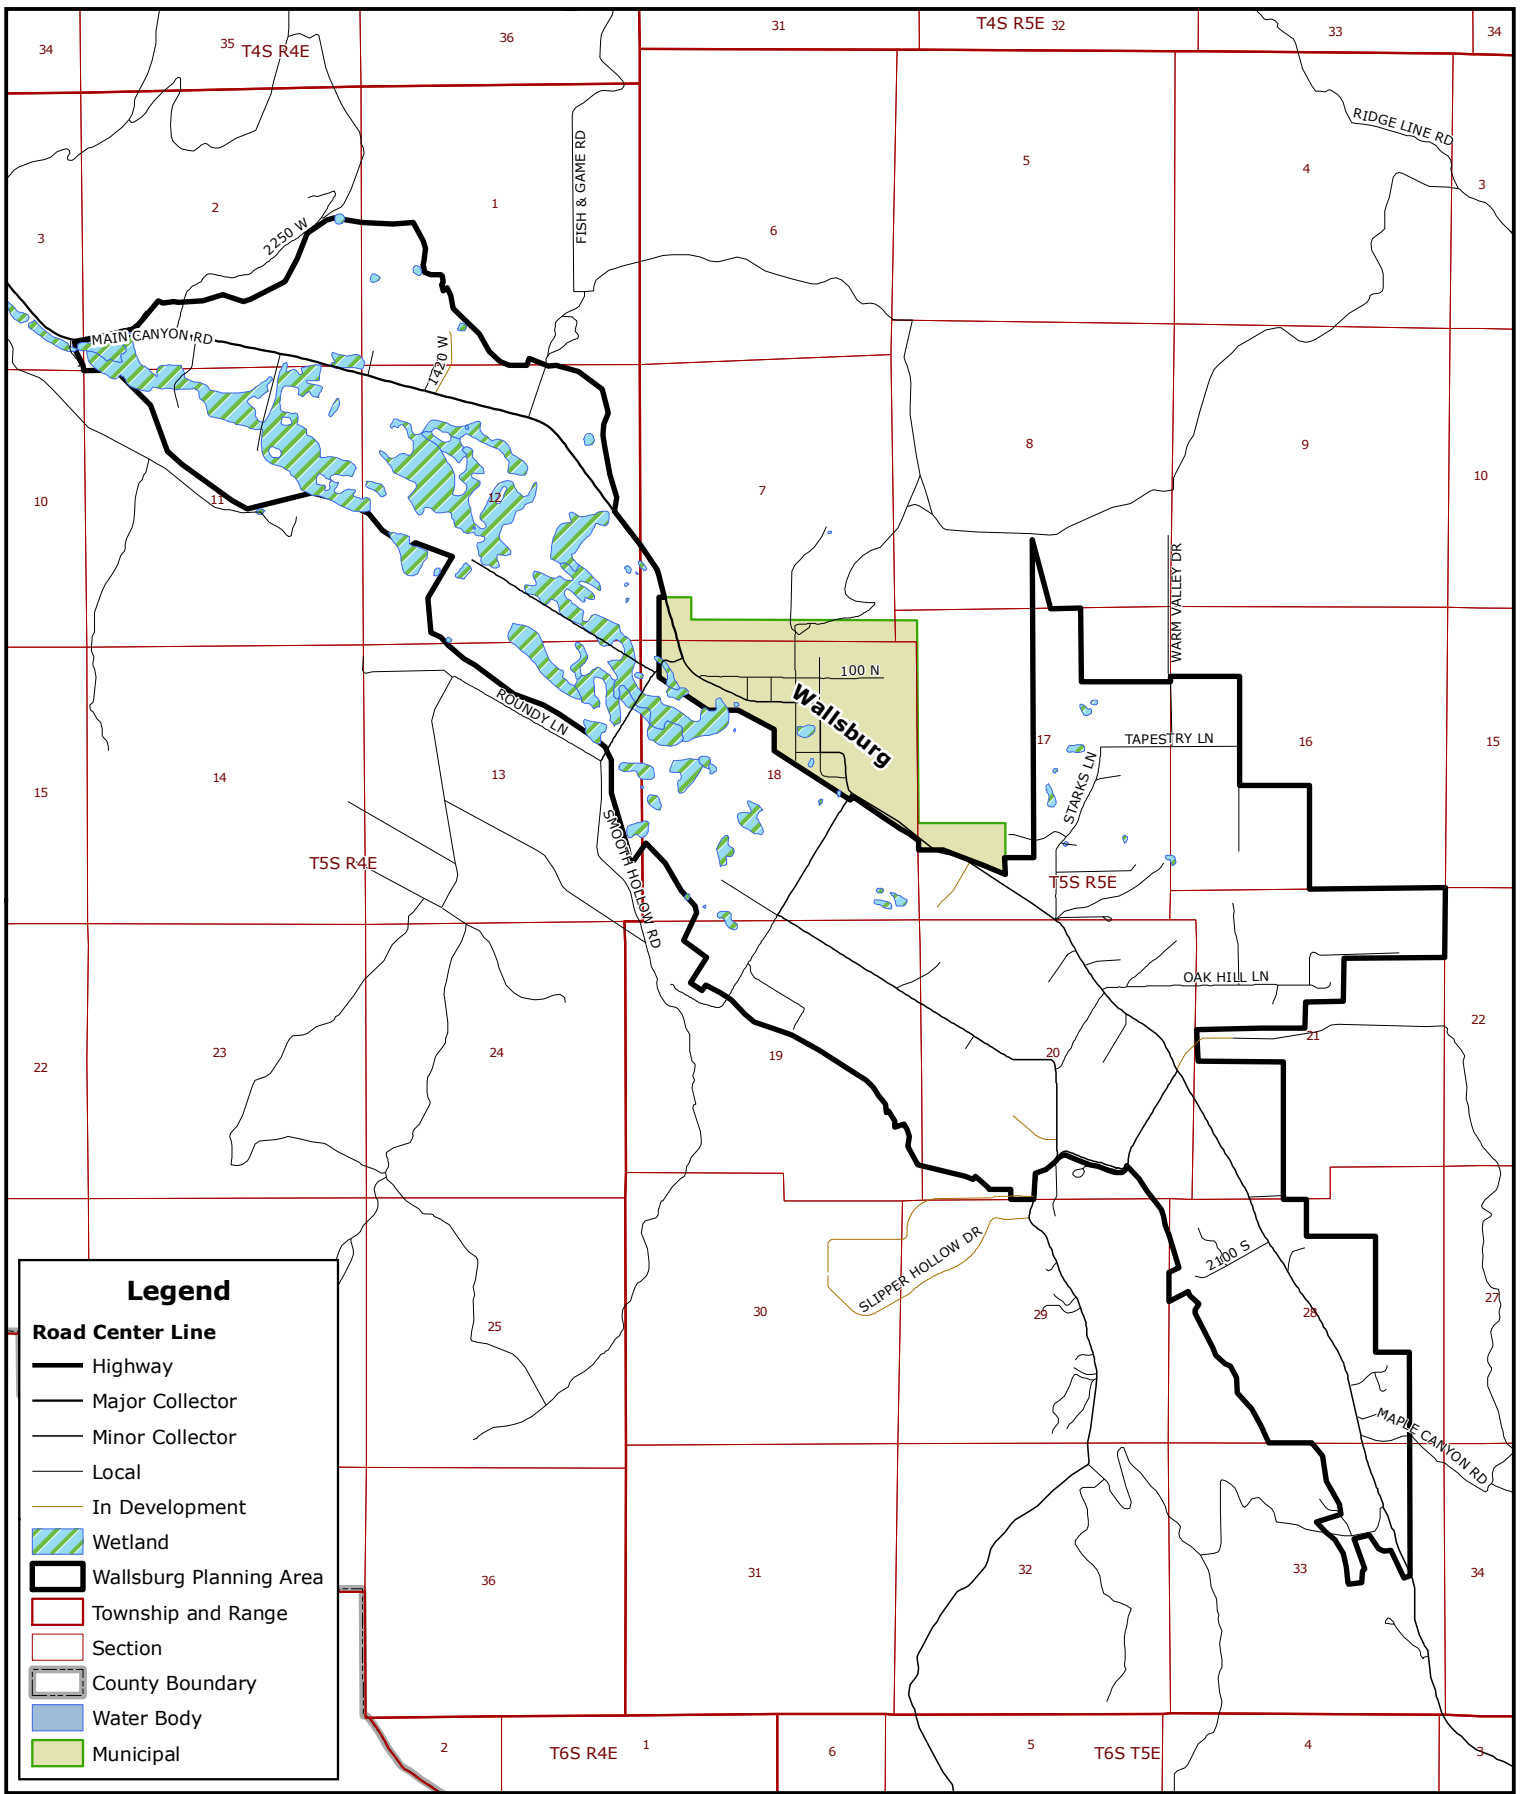 31
T4S R5E
32
33
34
34
35
T4S R4E
36
RIDGE LINE RD
FISH & GAME RD
5
4
3
2
1
6
3
2250 W
MAIN CANYON RD
1420 W
8
9
10
7
10
11
12
WARM VALLEY DR
100 N
Wallsburg
ROUNDY LN
17
TAPESTRY LN
16
15
STARKS LN
18
14
13
15
SMOOTH HOLLOW RD
T5S R4E
T5S R5E
OAK HILL LN
22
21
20
19
24
23
22
SLIPPER HOLLOW DR
2100 S
27
28
29
30
25
MAPLE CANYON RD
31
32
33
34
36
2
T6S R4E
1
6
5
T6S T5E
4
3
Legend
Road Center Line
Highway
Major Collector
Minor Collector
Local
In Development
Wetland
Wallsburg Planning Area
Township and Range
Section
County Boundary
Water Body
Municipal